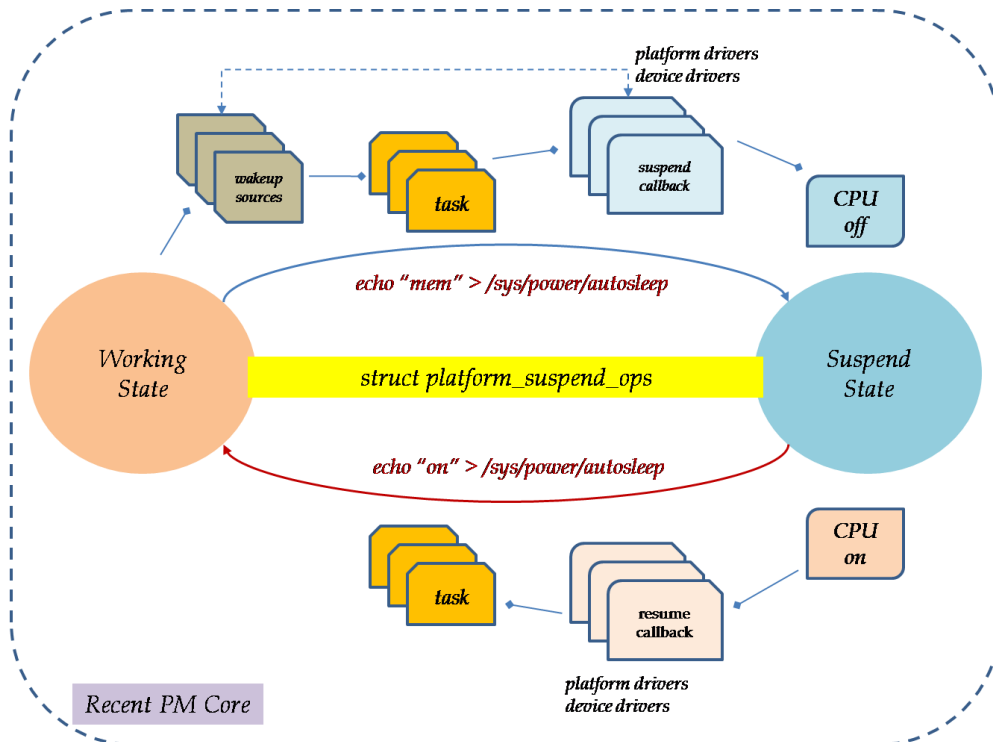 platform drivers
device drivers
wakeup
sources
task
suspend
callback
CPU
off
echo “mem” > /sys/power/autosleep
Working
State
struct platform_suspend_ops
Suspend
State
echo “on” > /sys/power/autosleep
CPU
on
task
resume
callback
platform drivers
device drivers
Recent PM Core